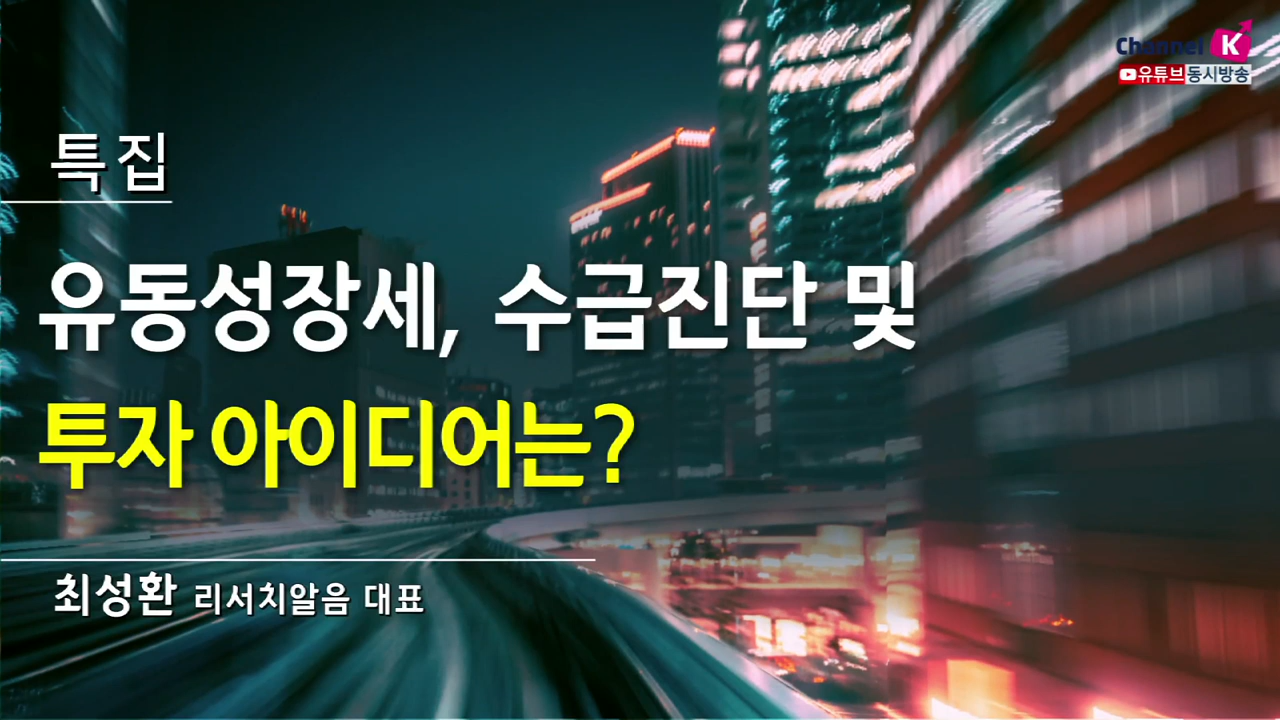 Channel K
유튜브 동시방송
특집
유동성장세, 수급진단 및
투자 아이디어는?
최성환 리서치알음 대표